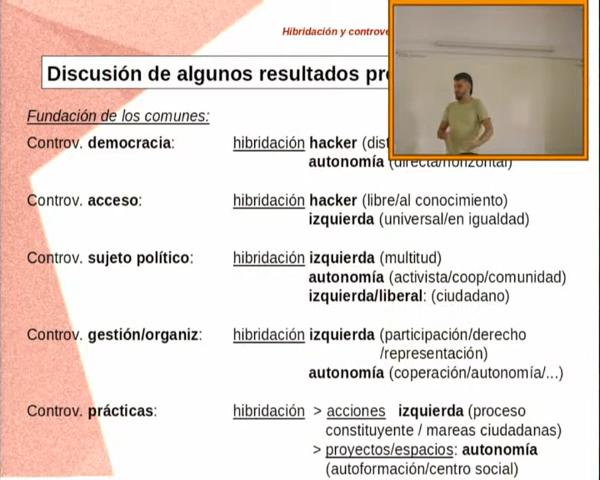 Hibridación y controve
Discusión de algunos resultados pr
Fundación de los comunes:
Controv. democracia: hibridación hacker (dist
autonomía (directa/horizontal)
Controv. acceso: hibridación hacker (libre/al conocimiento)
izquierda (universal/en igualdad)
Controv. sujeto político: hibridación izquierda (multitud)
autonomía (activista/coop/comunidad)
izquierda/liberal: (ciudadano)
Controv. gestión/organiz: hibridación izquierda (participación/derecho
/representación)
autonomía (coperación/autonomía/...)
Controv. prácticas: hibridación > acciones izquierda (proceso
constituyente / mareas ciudadanas)
> proyectos/espacios: autonomía
(autoformación/centro social)